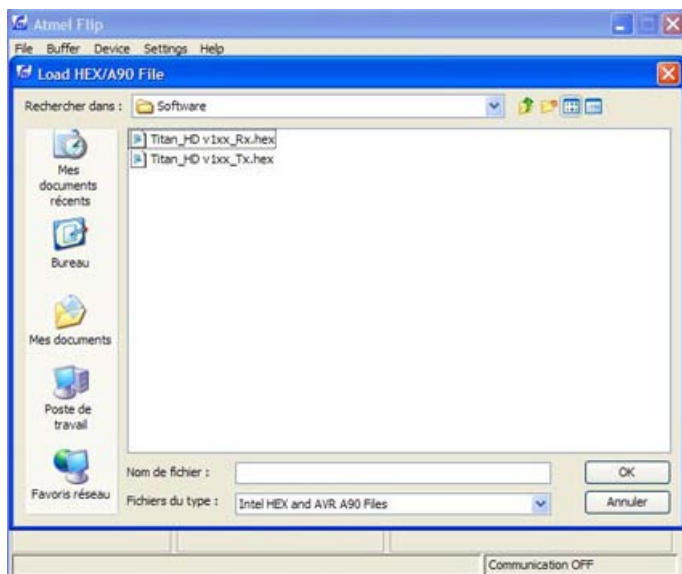 Atmel Flip
File Buffer Device Settings Help
Load HEX/A90 File
Rechercher dans : Software
Titan_HD v1xx_Rx.hex
Titan_HD v1xx_Tx.hex
Mes
documents
récents
Bureau
Mes documents
Poste de
travail
Favoris réseau
Nom de fichier :
OK
Fichiers du type : Intel HEX and AVR A90 Files
Annuler
Communication OFF